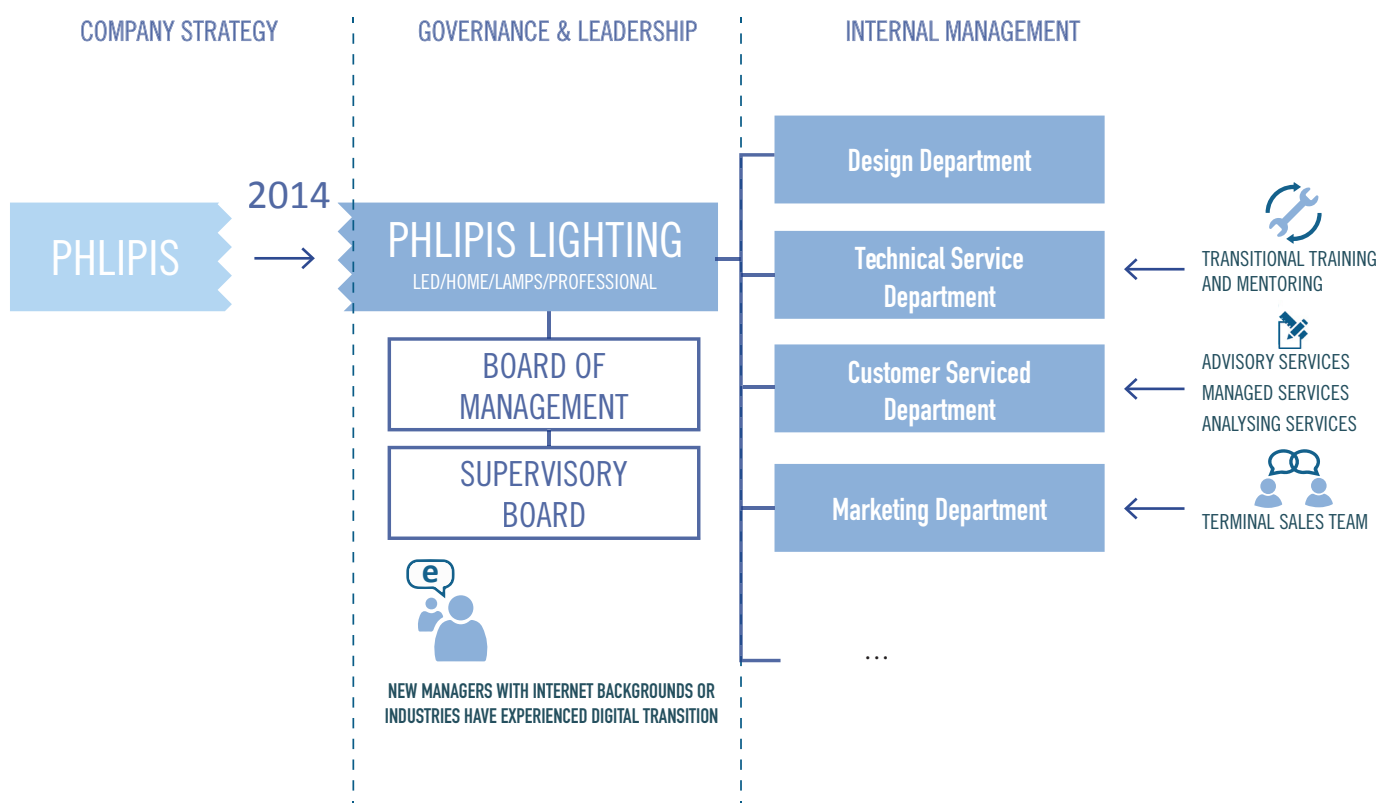 COMPANY STRATEGY
GOVERNANCE & LEADERSHIP
INTERNAL MANAGEMENT
PHLIPIS
2014
PHLIPIS LIGHTING
LED/HOME/LAMPS/PROFESSIONAL
BOARD OF
MANAGEMENT
SUPERVISORY
BOARD
e
NEW MANAGERS WITH INTERNET BACKGROUNDS OR
INDUSTRIES HAVE EXPERIENCED DIGITAL TRANSITION
Design Department
Technical Service
Department
Customer Serviced
Department
Marketing Department
...
TRANSITIONAL TRAINING
AND MENTORING
ADVISORY SERVICES
MANAGED SERVICES
ANALYSING SERVICES
TERMINAL SALES TEAM